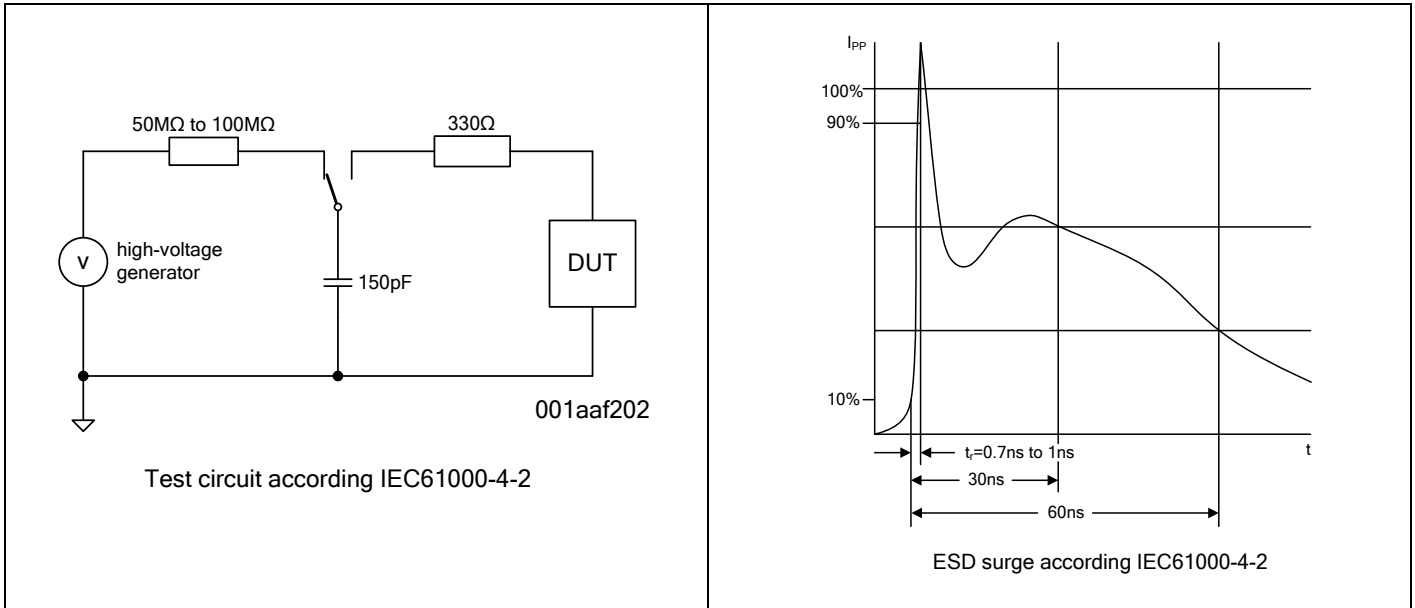 50MΩ to 100MΩ
330Ω
V
high-voltage
generator
150pF
DUT
001aaf202
Test circuit according IEC61000-4-2
IPP
100%
90%
10%
t
tr=0.7ns to 1ns
30ns
60ns
ESD surge according IEC61000-4-2